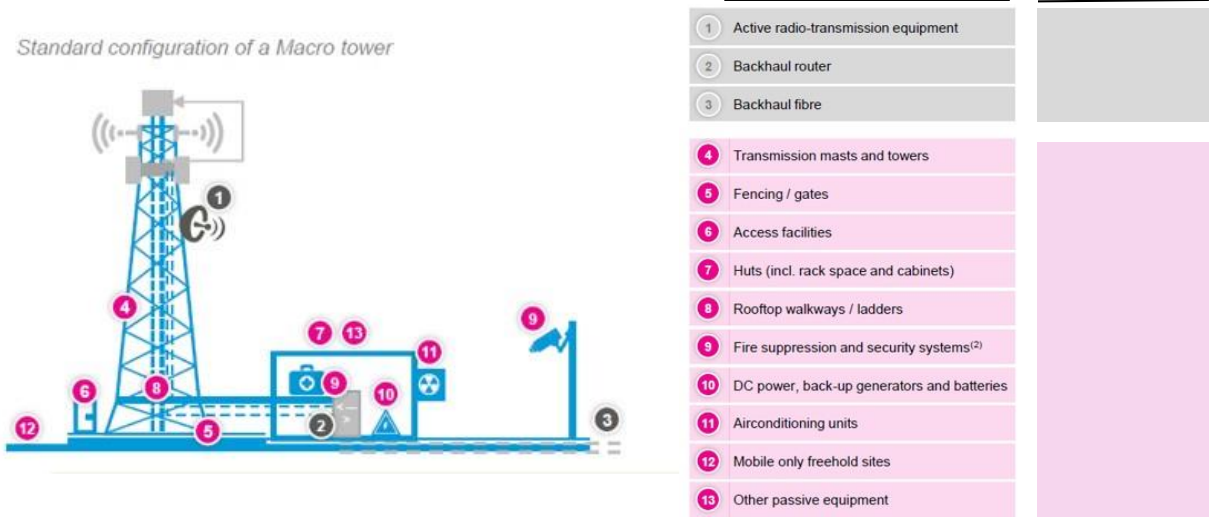 Standard configuration of a Macro tower
1
4
6
8
12
5
7 13
9
11
10
2
9
3
1 Active radio-transmission equipment
2 Backhaul router
3 Backhaul fibre
4 Transmission masts and towers
5 Fencing / gates
6 Access facilities
7 Huts (incl. rack space and cabinets)
8 Rooftop walkways / ladders
9 Fire suppression and security systems(2)
10 DC power, back-up generators and batteries
11 Airconditioning units
12 Mobile only freehold sites
13 Other passive equipment